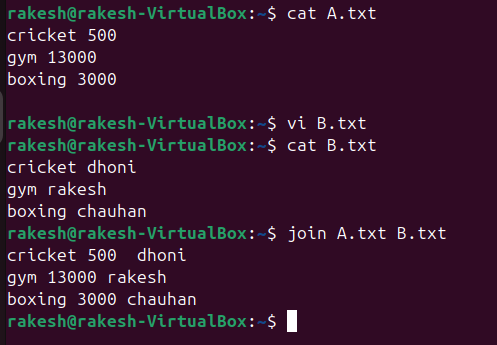 rakesh@rakesh-VirtualBox:~$ cat A.txt
cricket 500
gym 13000
boxing 3000

rakesh@rakesh-VirtualBox:~$ vi B.txt
rakesh@rakesh-VirtualBox:~$ cat B.txt
cricket dhoni
gym rakesh
boxing chauhan
rakesh@rakesh-VirtualBox:~$ join A.txt B.txt
cricket 500  dhoni
gym 13000 rakesh
boxing 3000 chauhan
rakesh@rakesh-VirtualBox:~$